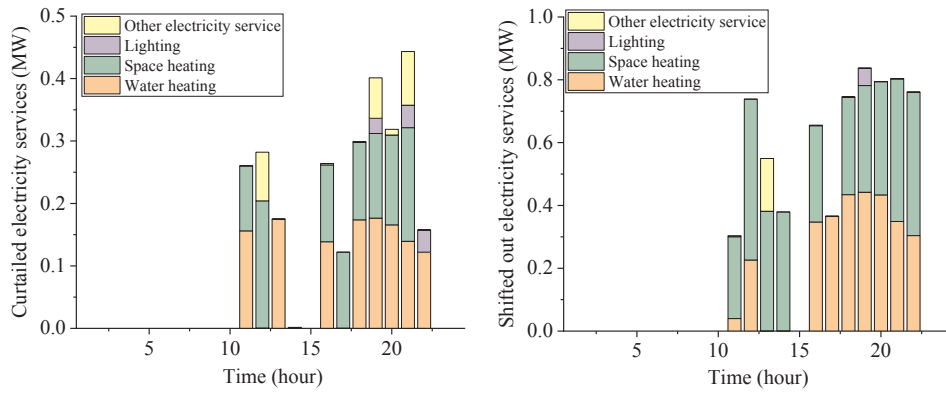 Curtailed electricity services (MW)
0.5
0.4
0.3
0.2
0.1
0.0
Other electricity service
Lighting
Space heating
Water heating
5 10 15 20
Time (hour)
Shifted out electricity services (MW)
1.0
0.8
0.6
0.4
0.2
0.0
Other electricity service
Lighting
Space heating
Water heating
5 10 15 20
Time (hour)